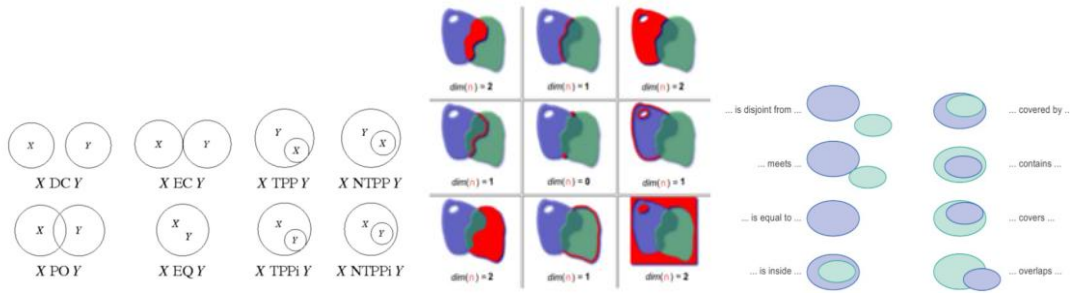 X
Y
X DC Y
X
Y
X EC Y
Y
X
X TPP Y
Y
X
X NTPP Y
X
Y
X PO Y
X
Y
X EQ Y
X
Y
X TPPi Y
X
Y
X NTPPi Y
dim(n) = 2
dim(n) = 1
dim(n) = 2
dim(n) = 1
dim(n) = 0
dim(n) = 1
dim(n) = 2
dim(n) = 1
dim(n) = 2
... is disjoint from ...
... covered by ...
... meets ...
... contains ...
... is equal to ...
... covers ...
... is inside ...
... overlaps ...